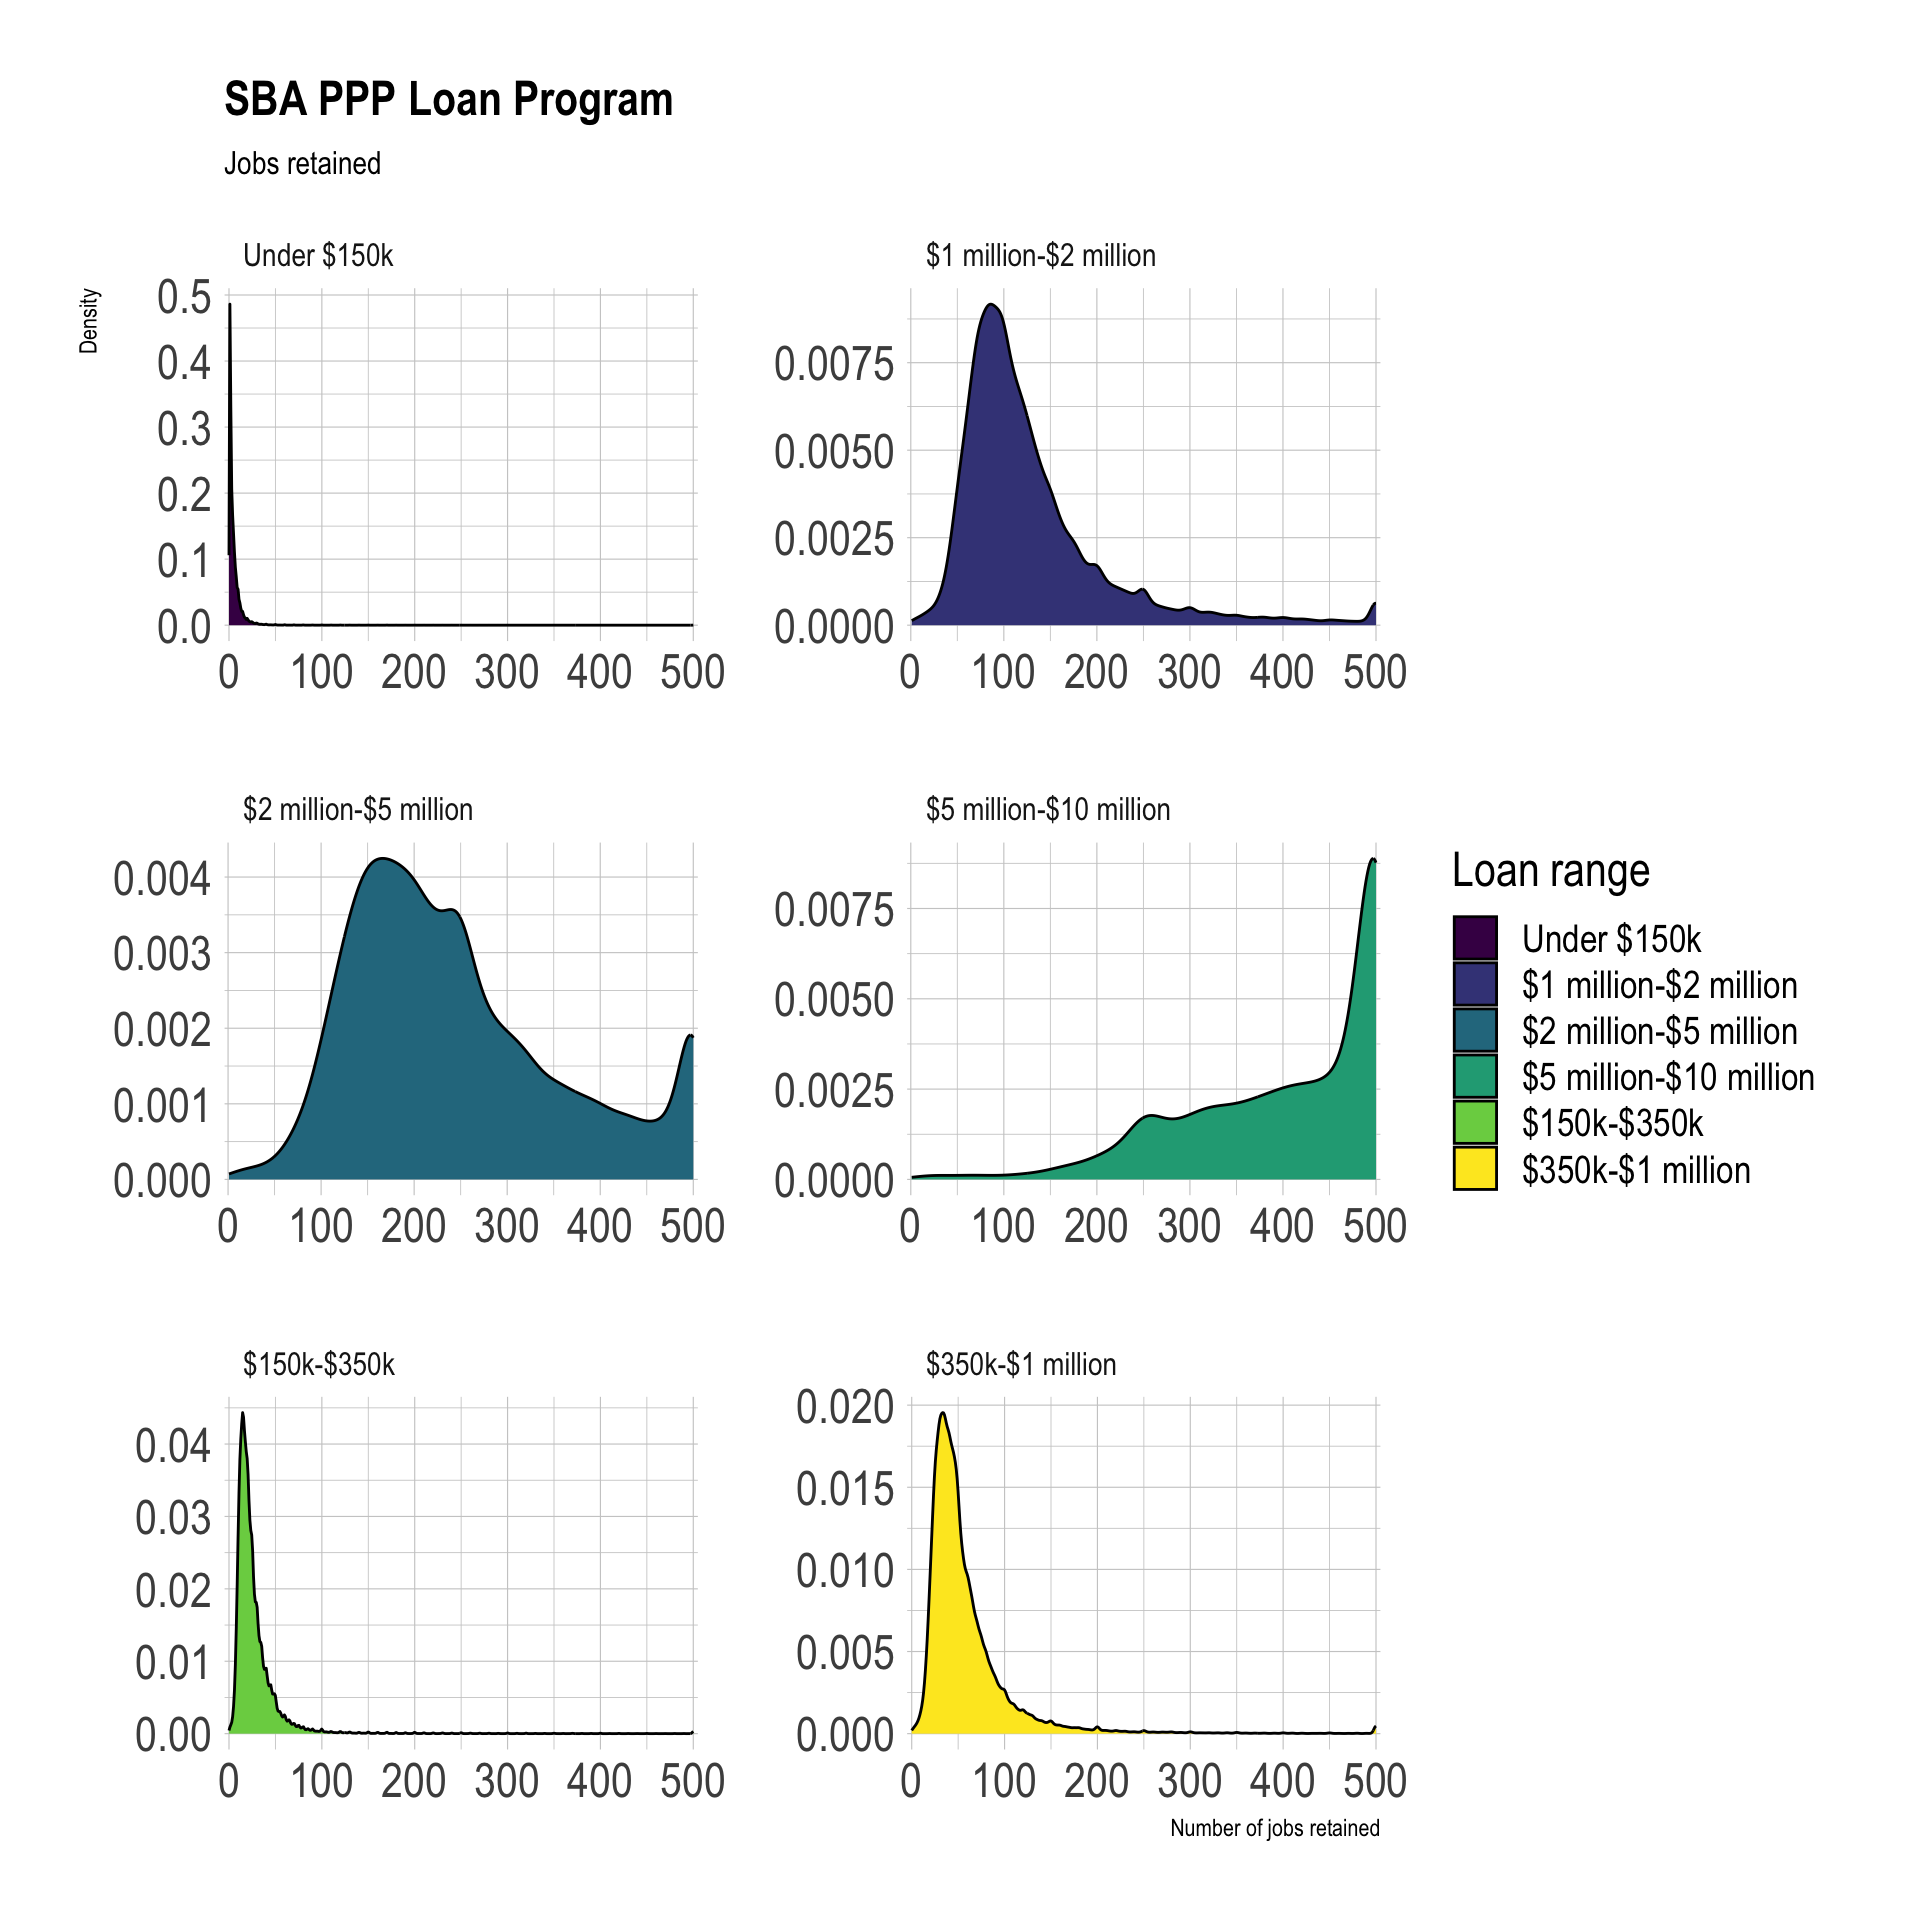 SBA PPP Loan Program
Jobs retained
Under $150k
$1 million-$2 million
Density
0.5
0.4
0.3
0.2
0.1
0.0
0 100 200 300 400 500
0.0075
0.0050
0.0025
0.0000
0 100 200 300 400 500
$2 million-$5 million
$5 million-$10 million
0.004
0.003
0.002
0.001
0.000
0 100 200 300 400 500
0.0075
0.0050
0.0025
0.0000
0 100 200 300 400 500
Loan range
Under $150k
$1 million-$2 million
$2 million-$5 million
$5 million-$10 million
$150k-$350k
$350k-$1 million
$150k-$350k
$350k-$1 million
0.04
0.03
0.02
0.01
0.00
0 100 200 300 400 500
0.020
0.015
0.010
0.005
0.000
0 100 200 300 400 500
Number of jobs retained